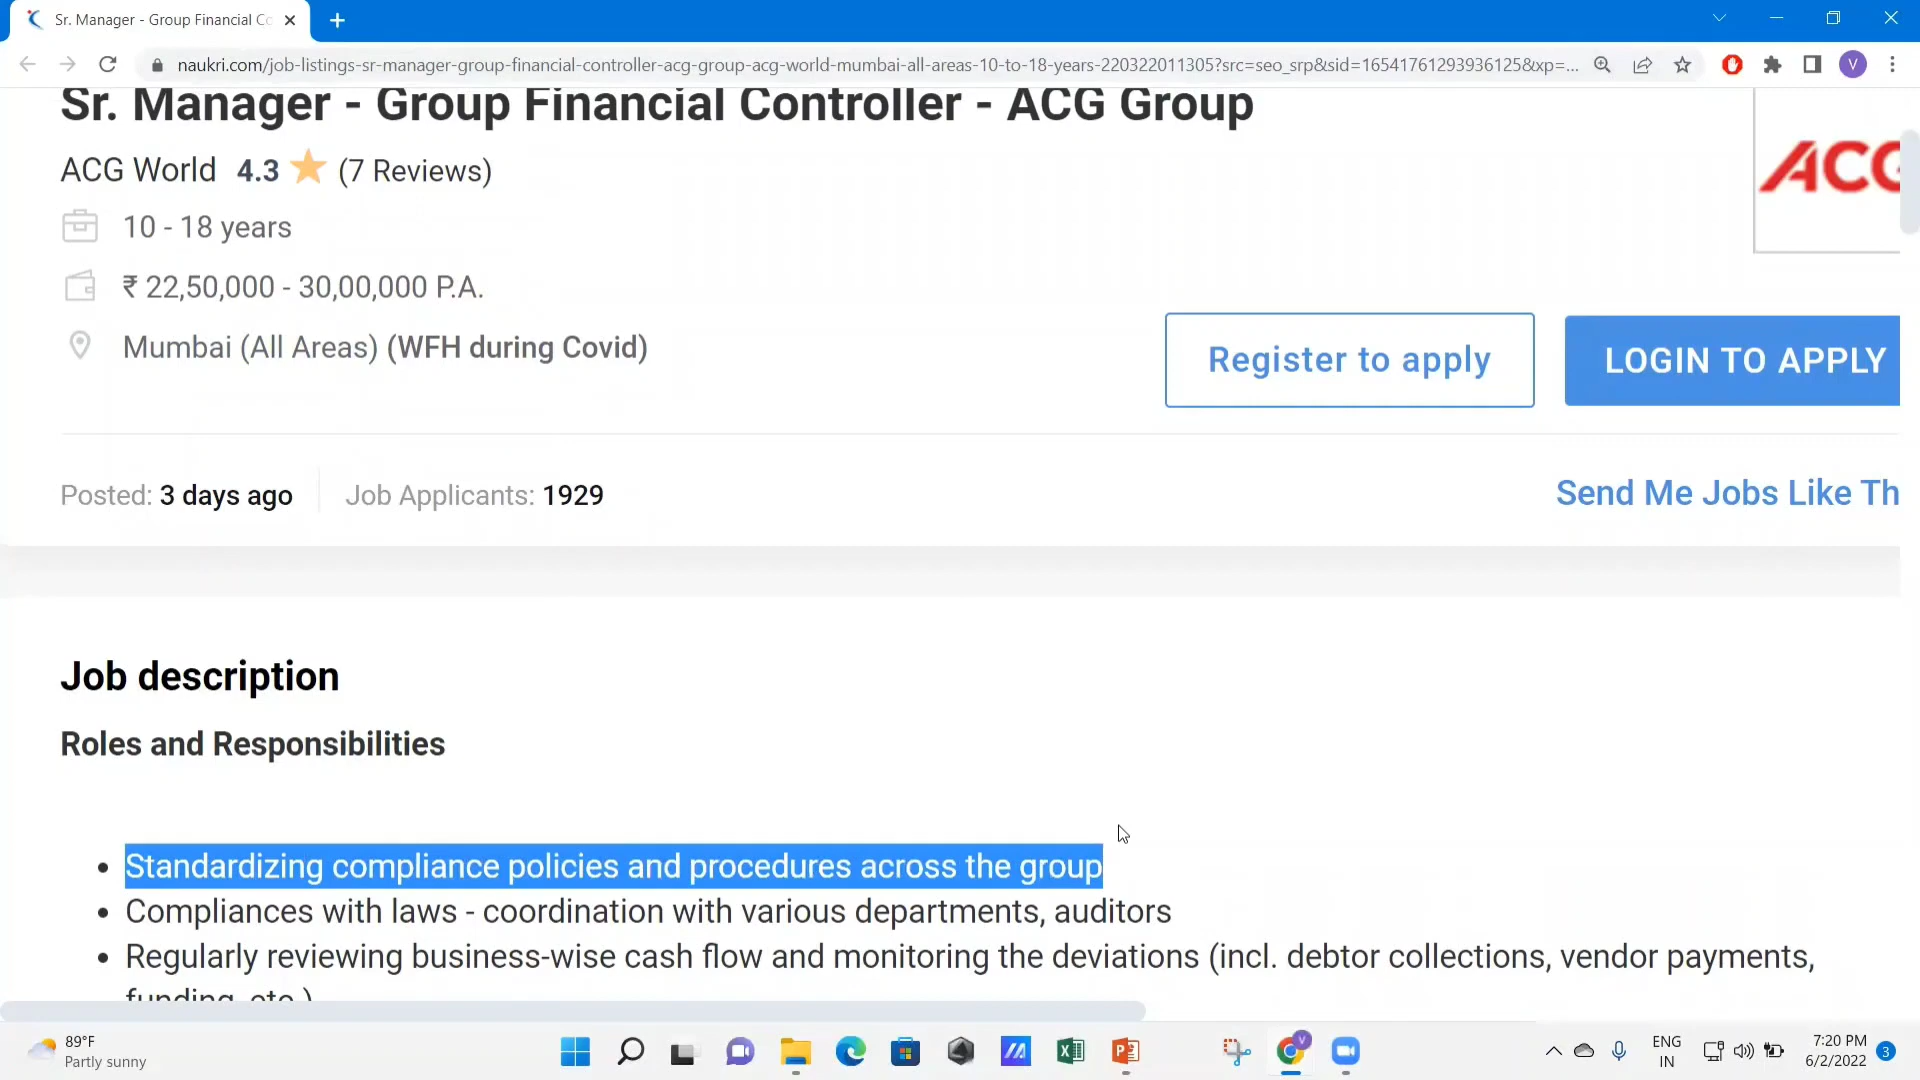 Sr. Manager - Group Financial Co
naukri.com/job-listings-sr-manager-group-financial-controller-acg-group-acg-world-mumbai-all-areas-10-to-18-years-220322011305?src=seo_srp&sid=16541761293936125&xp=...
V
Sr. Manager - Group Financial Controller - ACG Group
ACG World 4.3 (7 Reviews)
ACG
10 - 18 years
₹ 22,50,000 - 30,00,000 P.A.
Mumbai (All Areas) (WFH during Covid)
Register to apply
LOGIN TO APPLY
Posted: 3 days ago
Job Applicants: 1929
Send Me Jobs Like Th
Job description
Roles and Responsibilities
• Standardizing compliance policies and procedures across the group
• Compliances with laws - coordination with various departments, auditors
• Regularly reviewing business-wise cash flow and monitoring the deviations (incl. debtor collections, vendor payments,
funding, etc.)
89°F
Partly sunny
V
ENG
IN
7:20 PM
6/2/2022
3